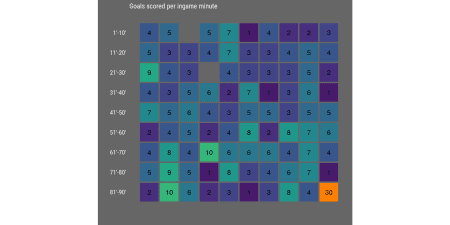 Goals scored per ingame minute
1'-10' 4 5 5 7 1 4 2 2 3
11'-20' 5 3 3 4 7 3 3 4 5 4
21'-30' 9 4 3 4 3 3 3 5 2
31'-40' 4 3 5 6 2 7 1 3 6 1
41'-50' 7 5 6 4 3 5 5 3 5 5
51'-60' 2 4 5 2 4 8 2 8 7 6
61'-70' 4 8 4 10 6 6 6 4 7 4
71'-80' 5 9 5 1 8 3 4 6 7 1
81'-90' 2 10 6 2 3 1 3 8 4 30